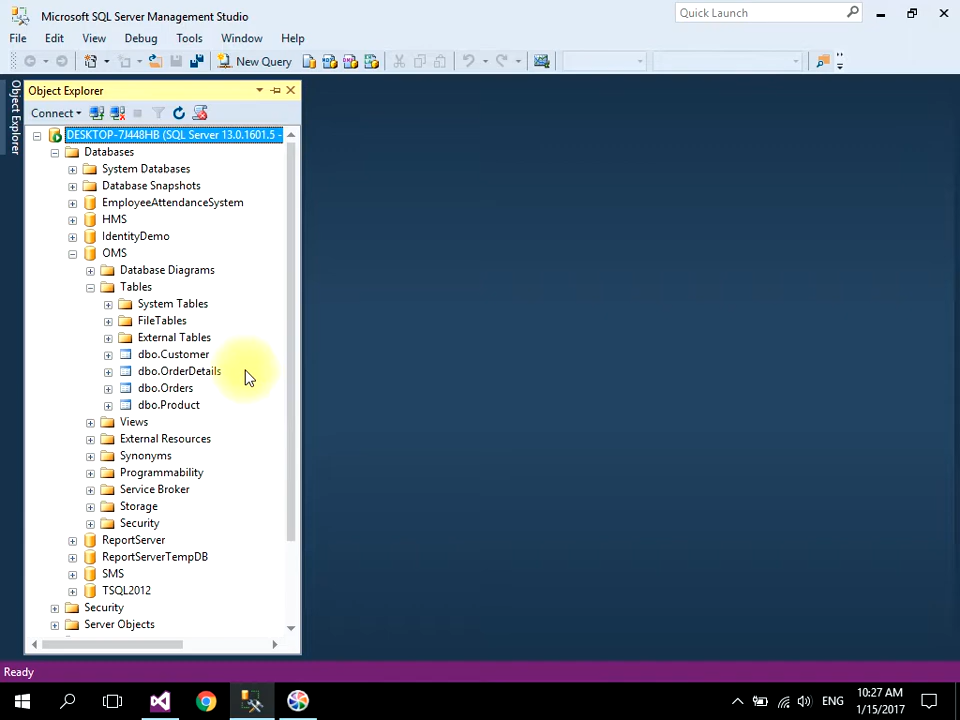 Microsoft SQL Server Management Studio
Quick Launch
File Edit View Debug Tools Window Help
New Query
Object Explorer
Object Explorer
Connect
DESKTOP-7J448HB (SQL Server 13.0.1601.5 -
Databases
System Databases
Database Snapshots
EmployeeAttendanceSystem
HMS
IdentityDemo
OMS
Database Diagrams
Tables
System Tables
FileTables
External Tables
dbo.Customer
dbo.OrderDetails
dbo.Orders
dbo.Product
Views
External Resources
Synonyms
Programmability
Service Broker
Storage
Security
ReportServer
ReportServerTempDB
SMS
TSQL2012
Security
Server Objects
Ready
ENG
10:27 AM
1/15/2017